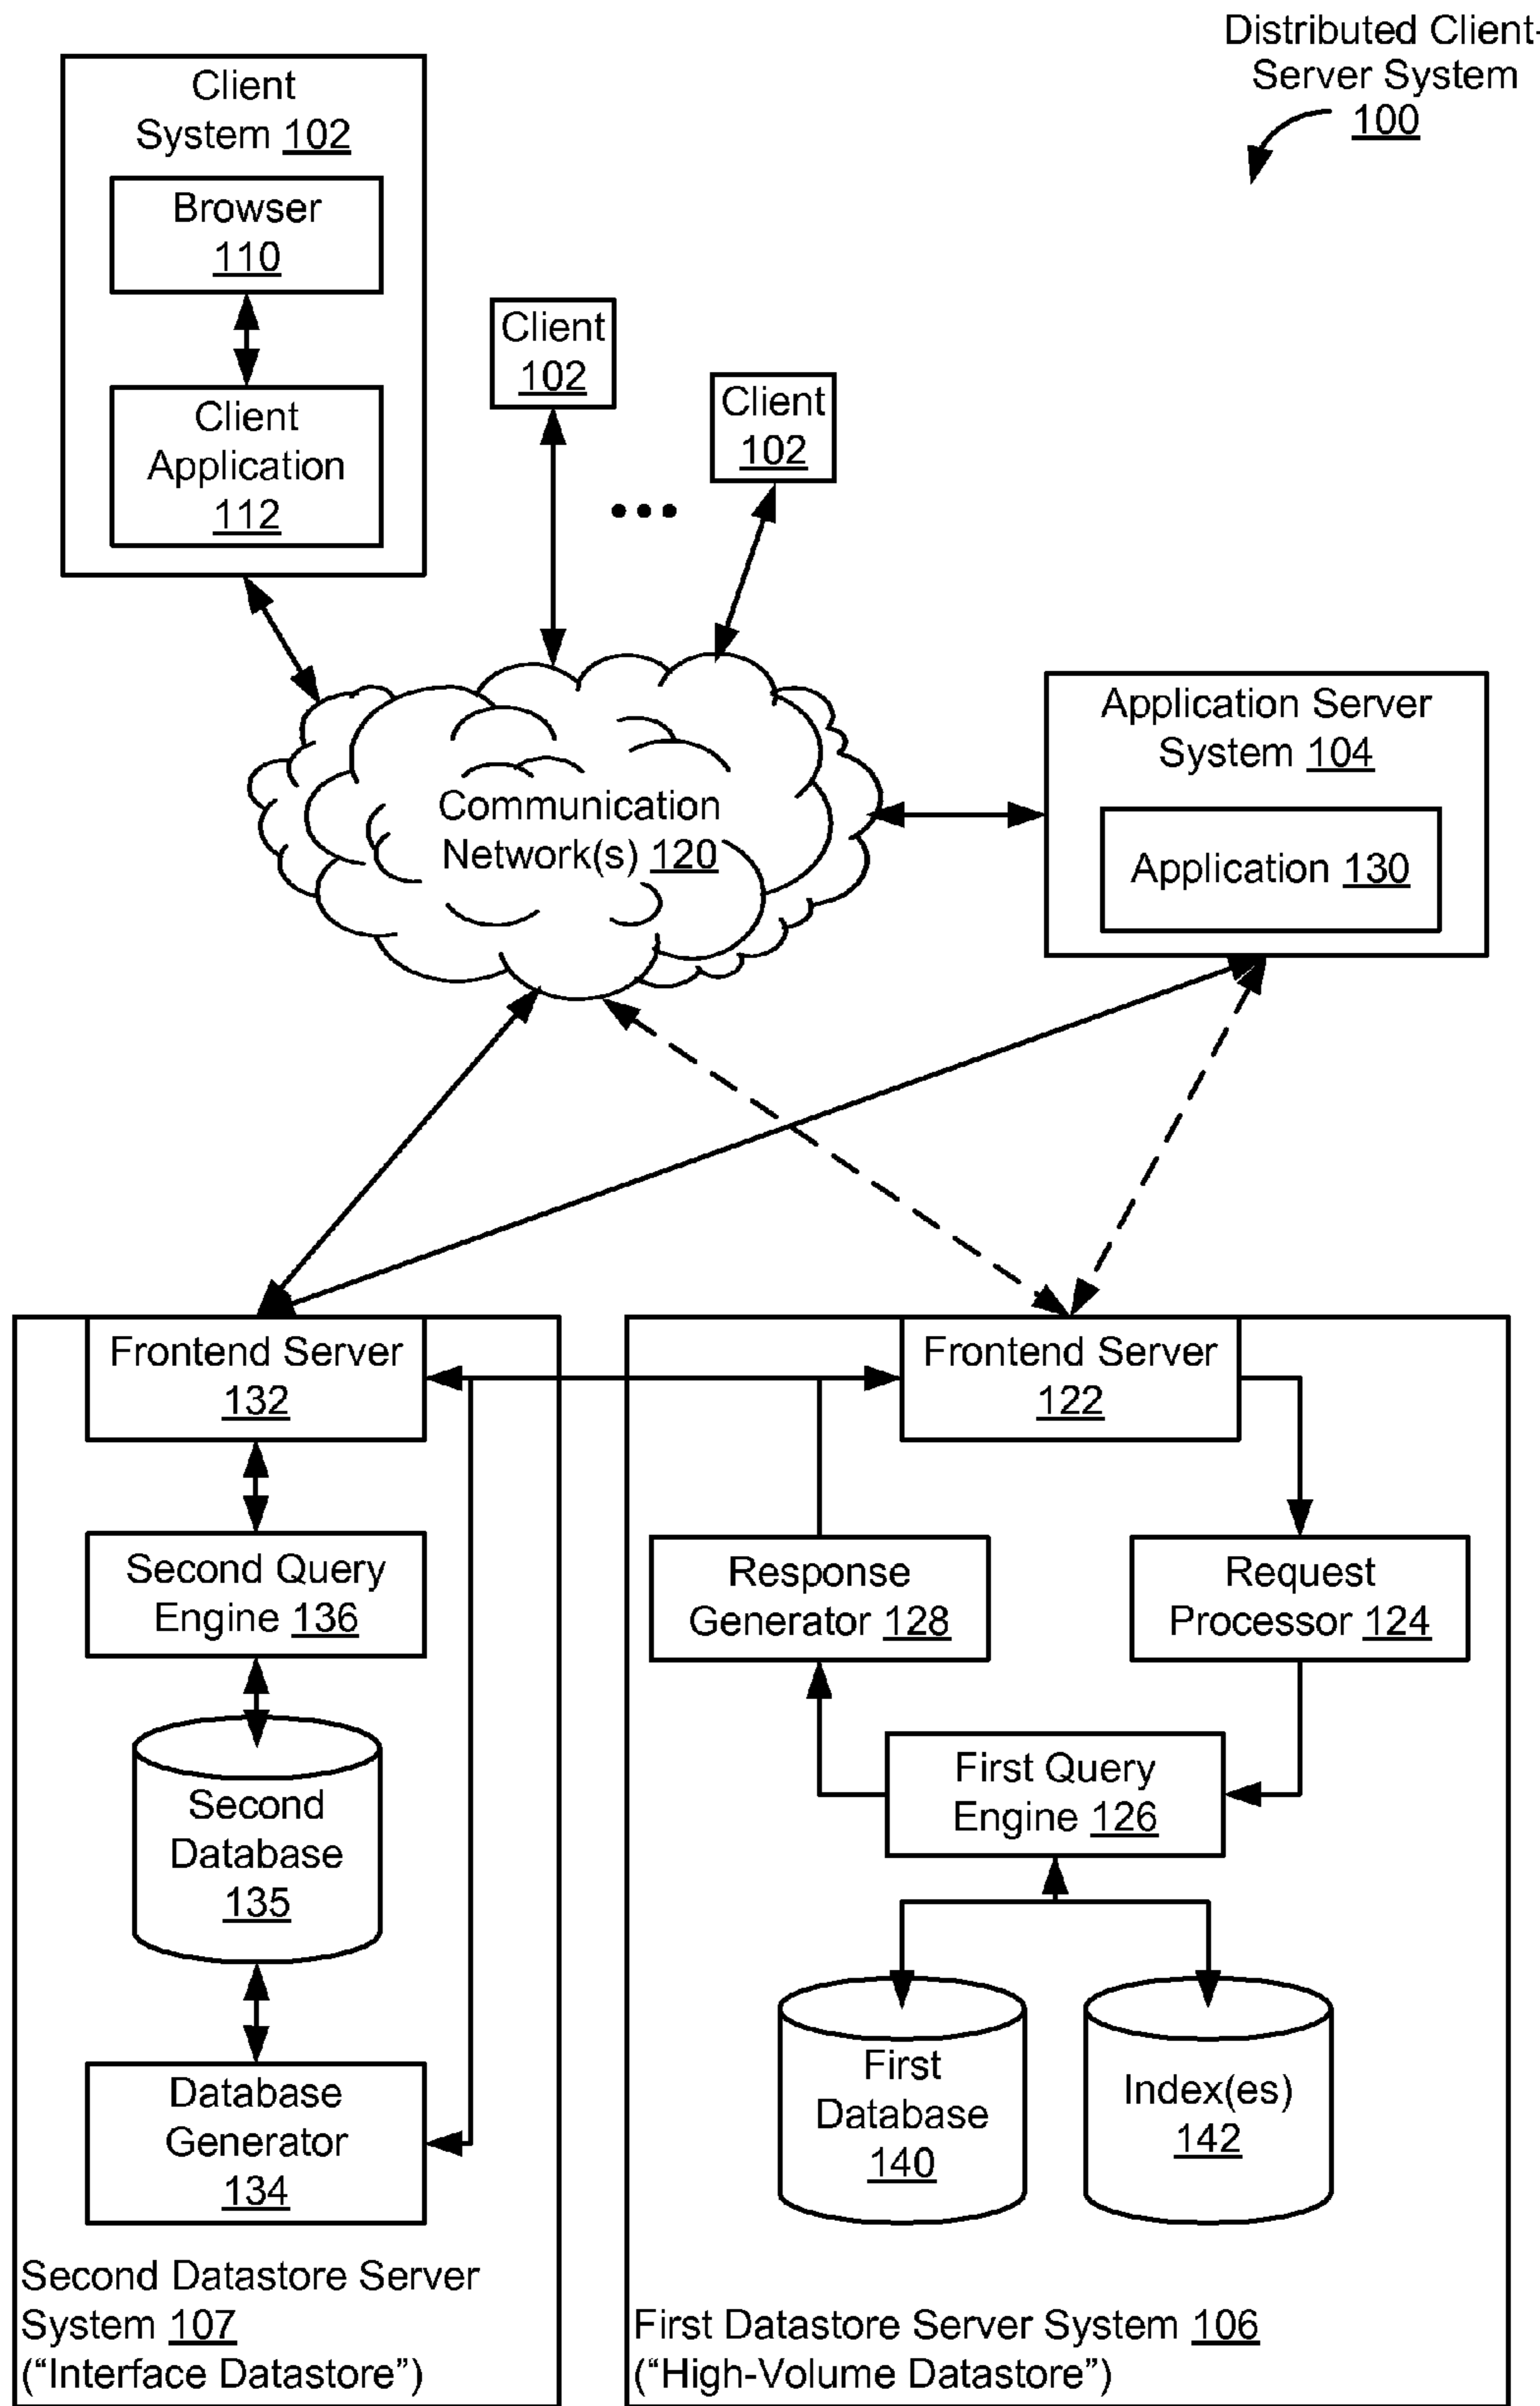 Distributed Client-
Server System
100
Client
System 102
Browser
110
Client
Application
112
Client
102
Client
102
Communication
Network(s) 120
Application Server
System 104
Application 130
Frontend Server
132
Second Query
Engine 136
Second
Database
135
Database
Generator
134
Second Datastore Server
System 107
(“Interface Datastore”)
Frontend Server
122
Response
Generator 128
Request
Processor 124
First Query
Engine 126
First
Database
140
Index(es)
142
First Datastore Server System 106
(“High-Volume Datastore”)